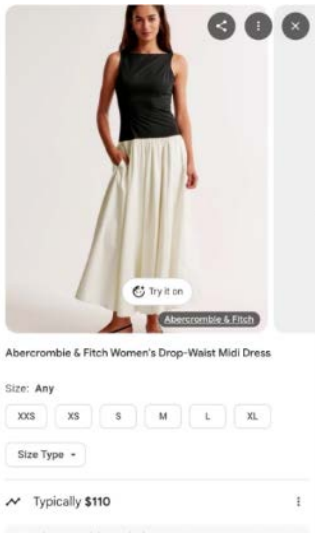 Try it on
Abercrombie & Fitch
Abercrombie & Fitch Women's Drop-Waist Midi Dress
Size: Any
XXS XS S M L XL
Size Type
Typically $110